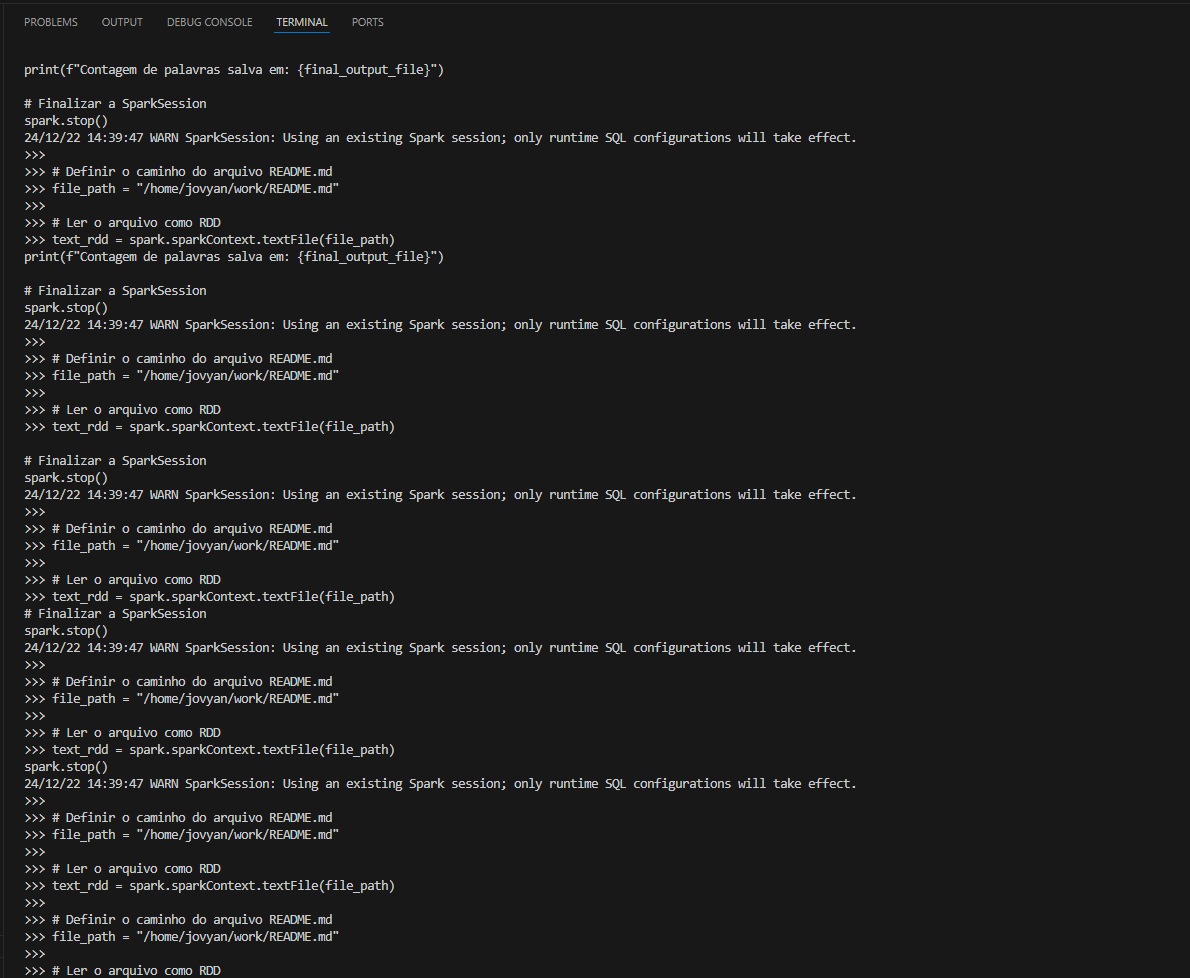 PROBLEMS OUTPUT DEBUG CONSOLE TERMINAL PORTS
print(f"Contagem de palavras salva em: {final_output_file}")
# Finalizar a SparkSession
spark.stop()
24/12/22 14:39:47 WARN SparkSession: Using an existing Spark session; only runtime SQL configurations will take effect.
>>>
>>> # Definir o caminho do arquivo README.md
>>> file_path = "/home/jovyan/work/README.md"
>>>
>>> # Ler o arquivo como RDD
>>> text_rdd = spark.sparkContext.textFile(file_path)
print(f"Contagem de palavras salva em: {final_output_file}")
# Finalizar a SparkSession
spark.stop()
24/12/22 14:39:47 WARN SparkSession: Using an existing Spark session; only runtime SQL configurations will take effect.
>>>
>>> # Definir o caminho do arquivo README.md
>>> file_path = "/home/jovyan/work/README.md"
>>>
>>> # Ler o arquivo como RDD
>>> text_rdd = spark.sparkContext.textFile(file_path)
# Finalizar a SparkSession
spark.stop()
24/12/22 14:39:47 WARN SparkSession: Using an existing Spark session; only runtime SQL configurations will take effect.
>>>
>>> # Definir o caminho do arquivo README.md
>>> file_path = "/home/jovyan/work/README.md"
>>>
>>> # Ler o arquivo como RDD
>>> text_rdd = spark.sparkContext.textFile(file_path)
# Finalizar a SparkSession
spark.stop()
24/12/22 14:39:47 WARN SparkSession: Using an existing Spark session; only runtime SQL configurations will take effect.
>>>
>>> # Definir o caminho do arquivo README.md
>>> file_path = "/home/jovyan/work/README.md"
>>>
>>> # Ler o arquivo como RDD
>>> text_rdd = spark.sparkContext.textFile(file_path)
spark.stop()
24/12/22 14:39:47 WARN SparkSession: Using an existing Spark session; only runtime SQL configurations will take effect.
>>>
>>> # Definir o caminho do arquivo README.md
>>> file_path = "/home/jovyan/work/README.md"
>>>
>>> # Ler o arquivo como RDD
>>> text_rdd = spark.sparkContext.textFile(file_path)
>>>
>>> # Definir o caminho do arquivo README.md
>>> file_path = "/home/jovyan/work/README.md"
>>>
>>> # Ler o arquivo como RDD